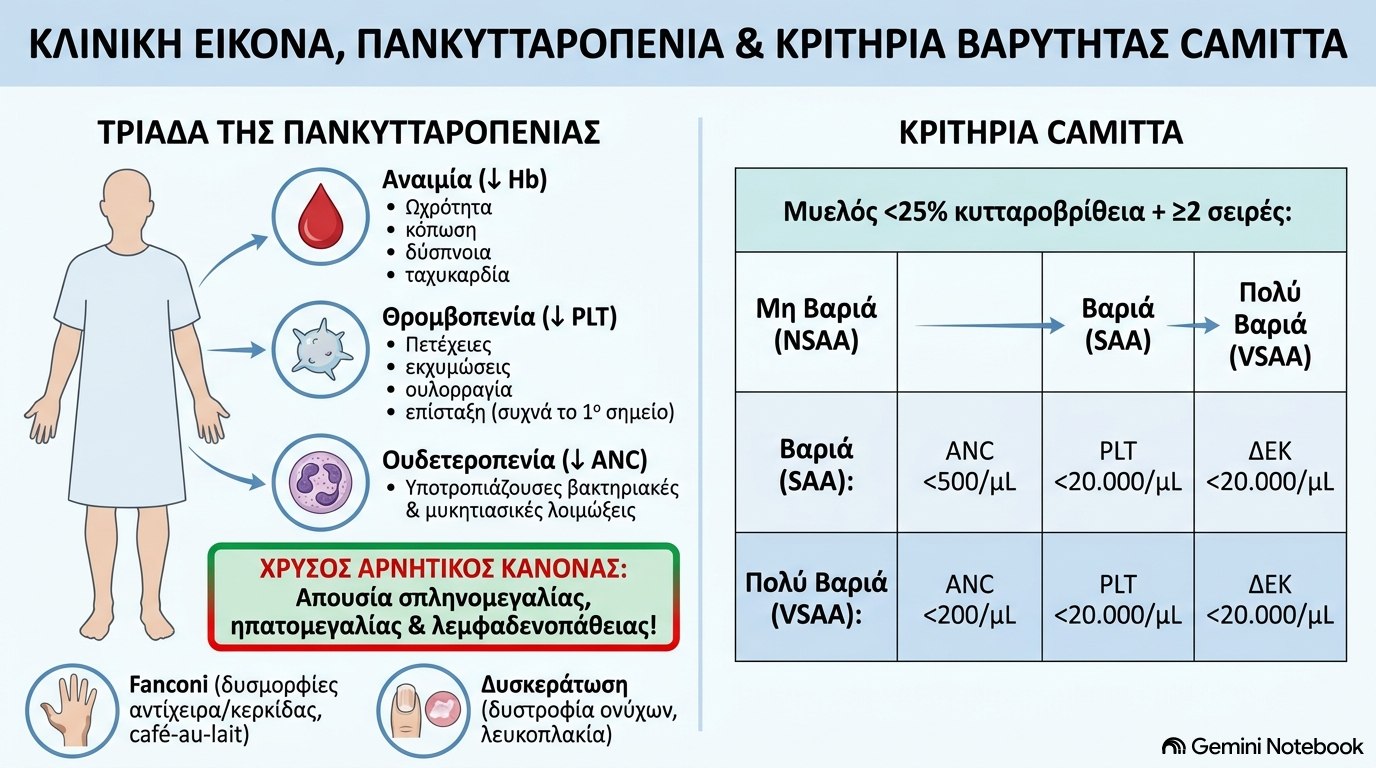 ΚΛΙΝΙΚΗ ΕΙΚΟΝΑ, ΠΑΝΚΥΤΤΑΡΟΠΕΝΙΑ & ΚΡΙΤΗΡΙΑ ΒΑΡΥΤΗΤΑΣ CAMITTA
ΤΡΙΑΔΑ ΤΗΣ ΠΑΝΚΥΤΤΑΡΟΠΕΝΙΑΣ
Αναιμία (↓ Hb)
• Ωχρότητα
• κόπωση
• δύσπνοια
• ταχυκαρδία
Θρομβοπενία (↓ PLT)
• Πετέχειες
• εκχυμώσεις
• ουλορραγία
• επίσταξη (συχνά το 1ο σημείο)
Ουδετεροπενία (↓ ANC)
• Υποτροπιάζουσες βακτηριακές
& μυκητιασικές λοιμώξεις
ΧΡΥΣΟΣ ΑΡΝΗΤΙΚΟΣ ΚΑΝΟΝΑΣ:
Απουσία σπληνομεγαλίας,
ηπατομεγαλίας & λεμφαδενοπάθειας!
Fanconi (δυσμορφίες
αντίχειρα/κερκίδας,
café-au-lait)
Δυσκεράτωση
(δυστροφία ονύχων,
λευκοπλακία)
ΚΡΙΤΗΡΙΑ CAMITTA
Μυελός <25% κυτταροβρίθεια + ≥2 σειρές:
Μη Βαριά
(NSAA)
Βαριά
(SAA)
Πολύ
Βαριά
(VSAA)
Βαριά
(SAA):
ANC
<500/μL
PLT
<20.000/μL
ΔΕΚ
<20.000/μL
Πολύ Βαριά
(VSAA):
ANC
<200/μL
PLT
<20.000/μL
ΔΕΚ
<20.000/μL
Gemini Notebook